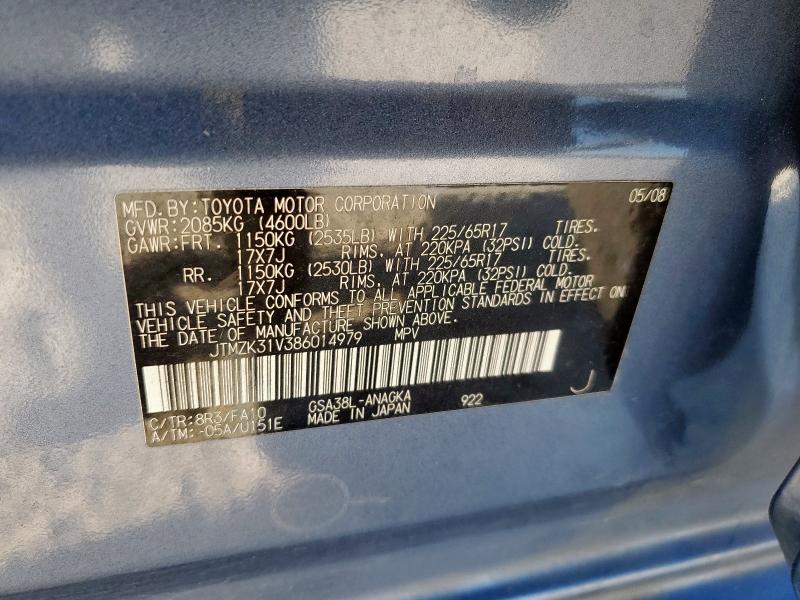 MFD. BY: TOYOTA MOTOR CORPORATION 05/08
GVWR: 2085KG (4600LB)
GAWR: FRT. 1150KG (2535LB) WITH 225/65R17 TIRES.
17X7J RIMS, AT 220KPA (32PSI) COLD.
RR. 1150KG (2530LB) WITH 225/65R17 TIRES.
17X7J RIMS, AT 220KPA (32PSI) COLD.
THIS VEHICLE CONFORMS TO ALL APPLICABLE FEDERAL MOTOR
VEHICLE SAFETY AND THEFT PREVENTION STANDARDS IN EFFECT ON
THE DATE OF MANUFACTURE SHOWN ABOVE.
JTMZK31V386014979 MPV
C/TR: 8R3/FA10 GSA38L-ANAGKA 922 J
A/TM: -05A/U151E MADE IN JAPAN